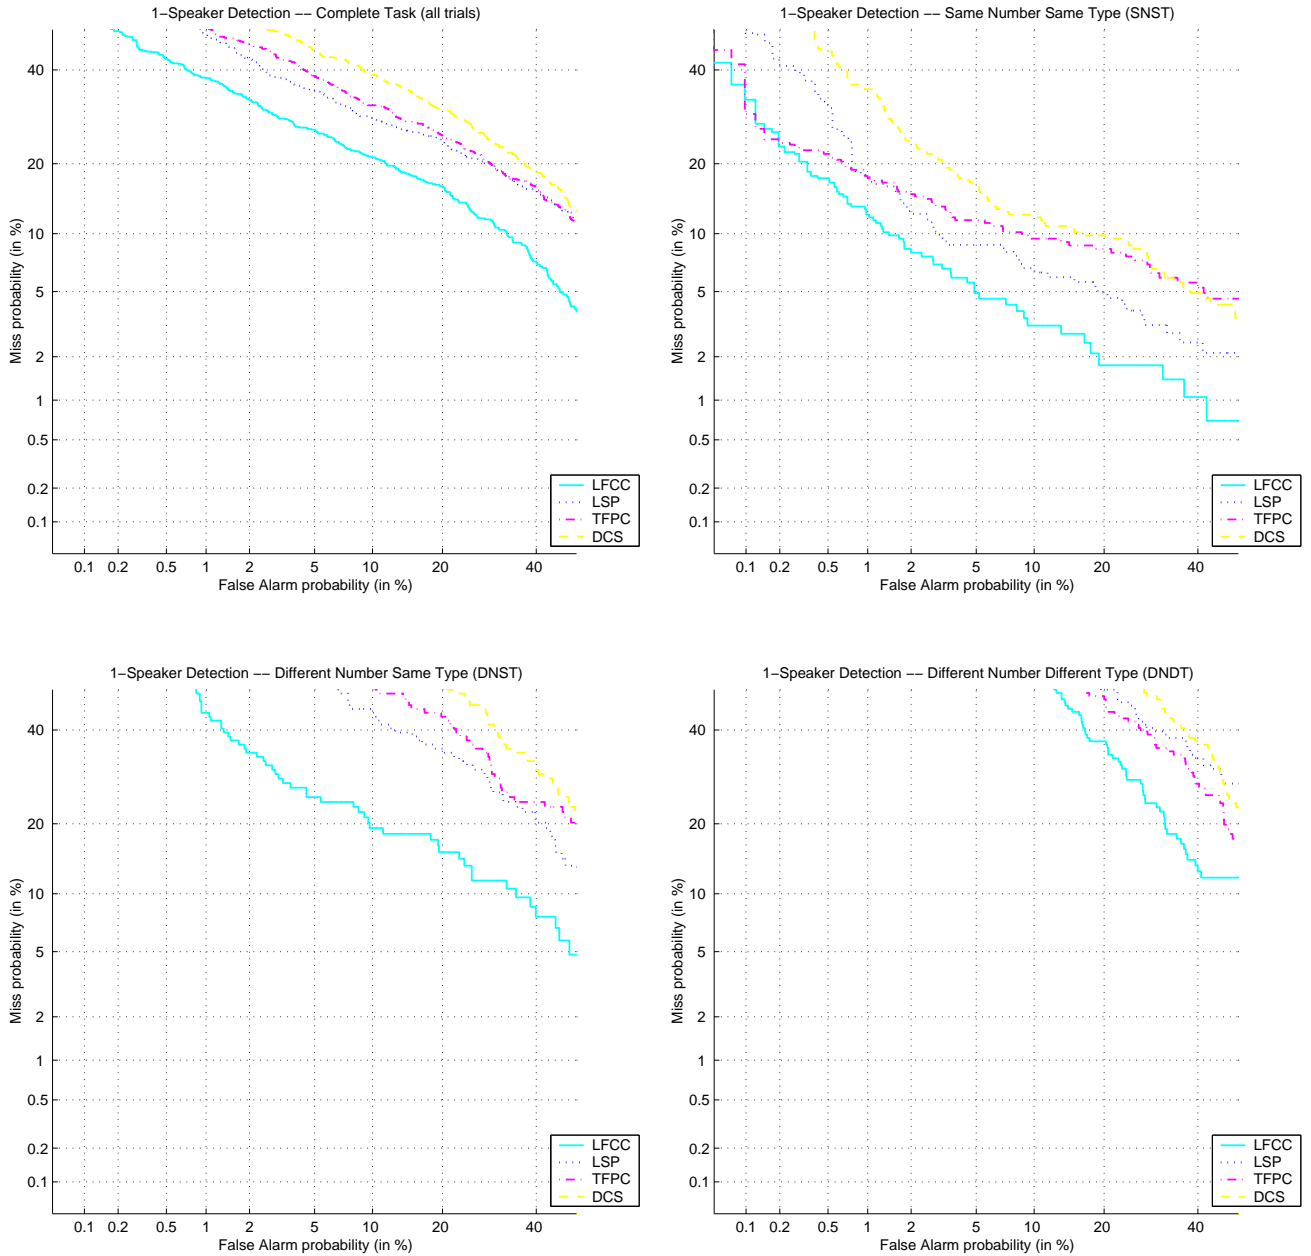 1−Speaker Detection −− Complete Task (all trials)
40
20
10
5
2
1
0.5
0.2
0.1
Miss probability (in %)
0.1 0.2 0.5 1 2 5 10 20 40
False Alarm probability (in %)
LFCC
LSP
TFPC
DCS
1−Speaker Detection −− Same Number Same Type (SNST)
40
20
10
5
2
1
0.5
0.2
0.1
Miss probability (in %)
0.1 0.2 0.5 1 2 5 10 20 40
False Alarm probability (in %)
LFCC
LSP
TFPC
DCS
1−Speaker Detection −− Different Number Same Type (DNST)
40
20
10
5
2
1
0.5
0.2
0.1
Miss probability (in %)
0.1 0.2 0.5 1 2 5 10 20 40
False Alarm probability (in %)
LFCC
LSP
TFPC
DCS
1−Speaker Detection −− Different Number Different Type (DNDT)
40
20
10
5
2
1
0.5
0.2
0.1
Miss probability (in %)
0.1 0.2 0.5 1 2 5 10 20 40
False Alarm probability (in %)
LFCC
LSP
TFPC
DCS